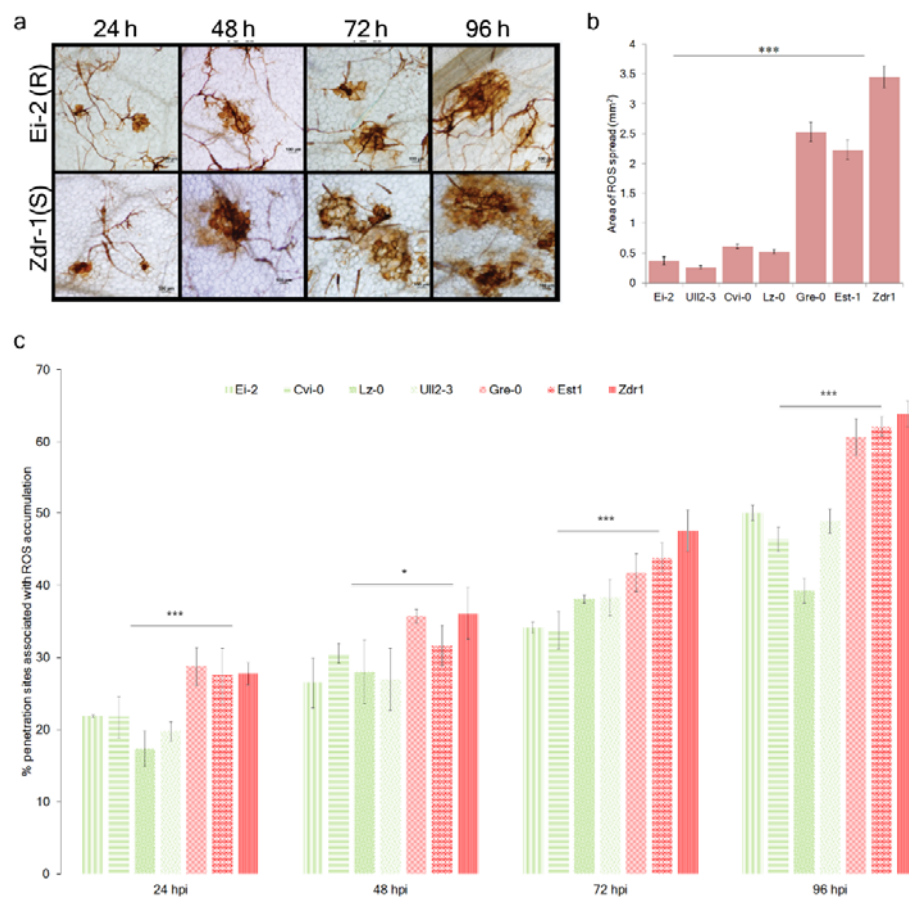 a
24 h 48 h 72 h 96 h
Ei-2 (R)
Zdr-1(S)
b
Area of ROS spread (mm²)
4
3.5
3
2.5
2
1.5
1
0.5
0
***
Ei-2 Ull2-3 Cvi-0 Lz-0 Gre-0 Est-1 Zdr1
c
% penetration sites associated with ROS accumulation
70
60
50
40
30
20
10
0
Ei-2 Cvi-0 Lz-0 Ull2-3 Gre-0 Est1 Zdr1
***
*
***
***
24 hpi 48 hpi 72 hpi 96 hpi